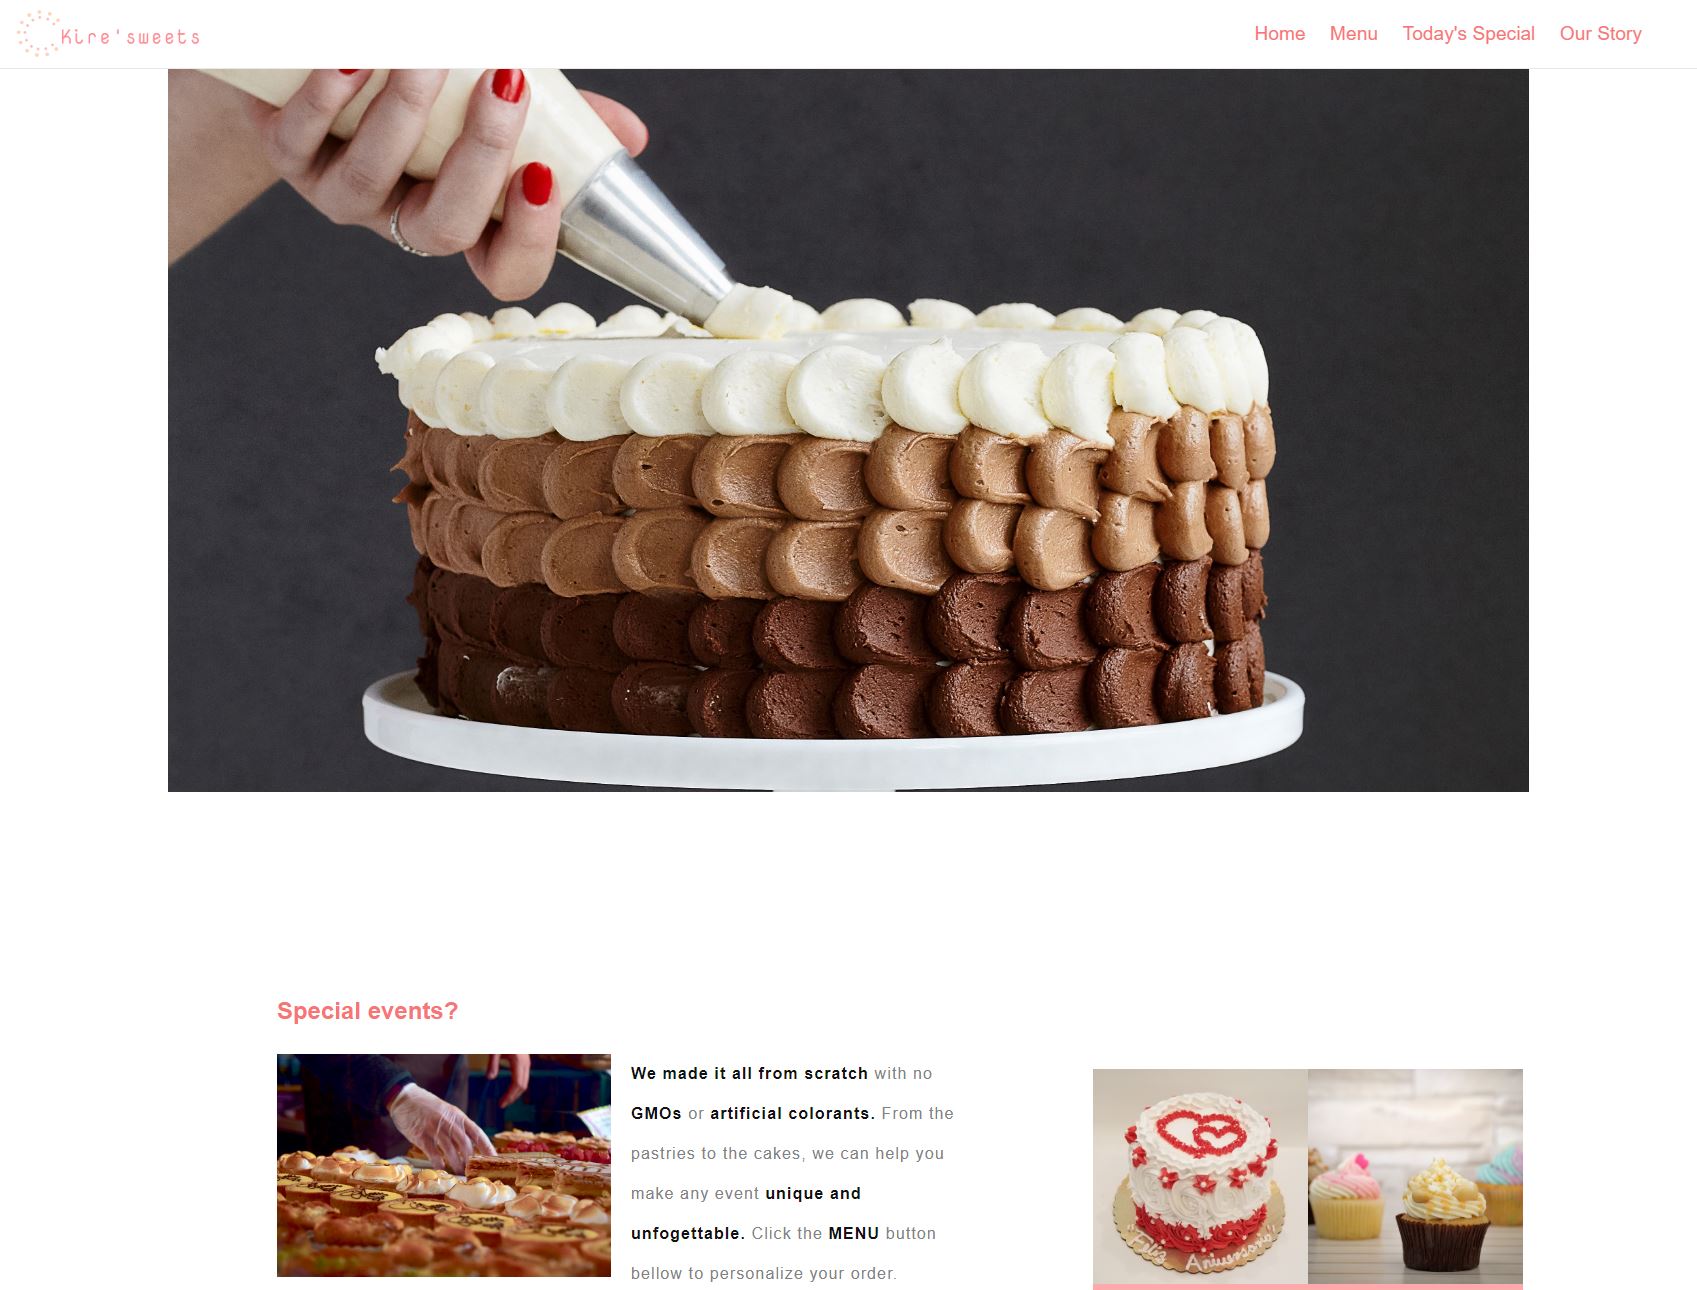 Kire'sweets
Home Menu Today's Special Our Story
Special events?
We made it all from scratch with no
GMOs or artificial colorants. From the
pastries to the cakes, we can help you
make any event unique and
unfogettable. Click the MENU button
bellow to personalize your order.
Feliz
Aniversario